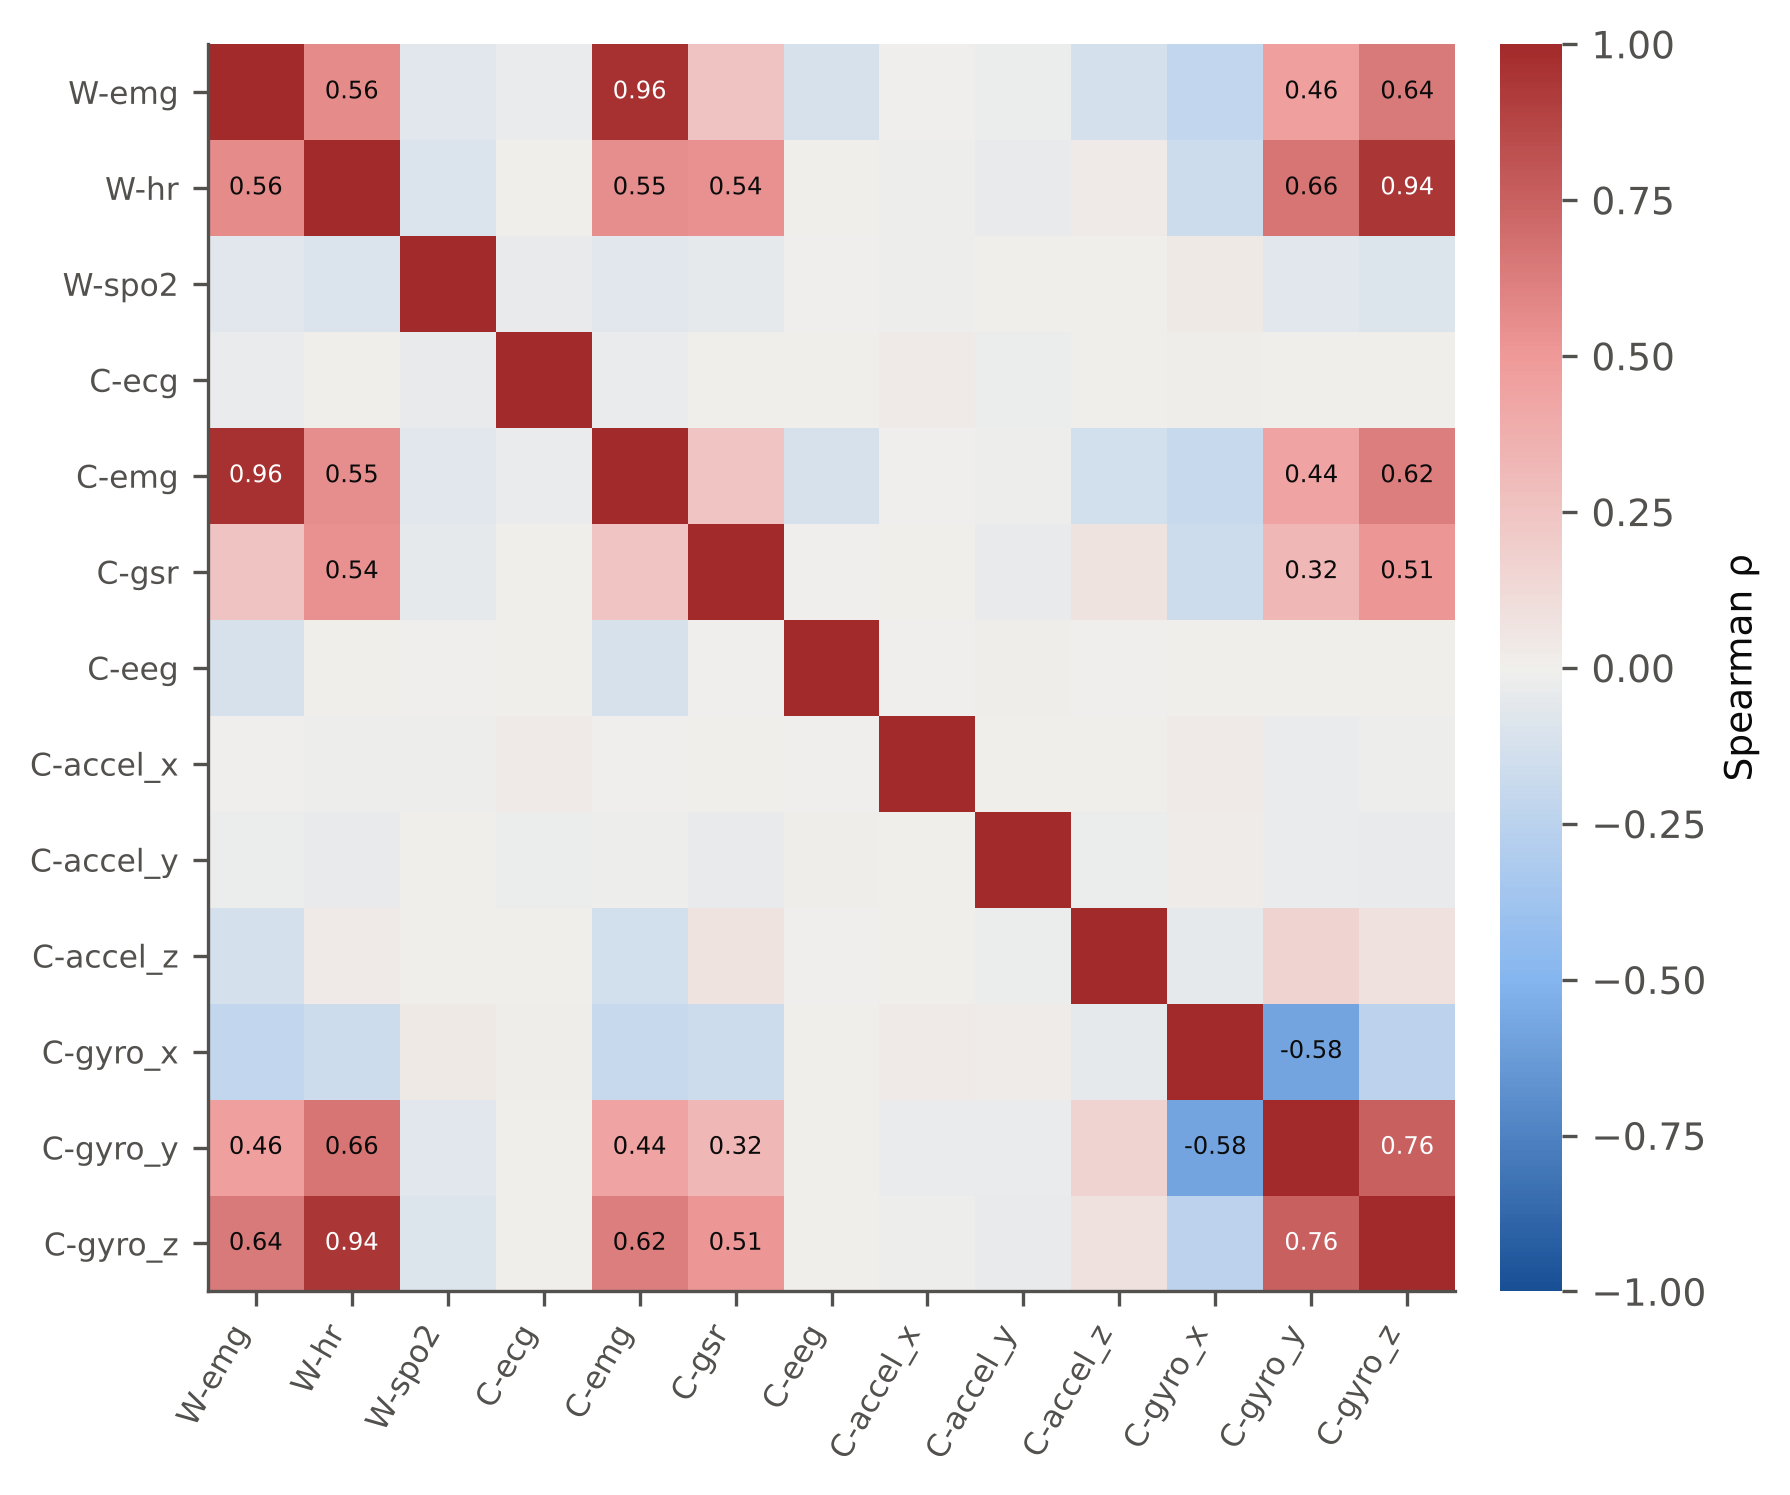 W-emg 0.56 0.96 0.46 0.64
W-hr 0.56 0.55 0.54 0.66 0.94
W-spo2
C-ecg
C-emg 0.96 0.55 0.44 0.62
C-gsr 0.54 0.32 0.51
C-eeg
C-accel_x
C-accel_y
C-accel_z
C-gyro_x -0.58
C-gyro_y 0.46 0.66 0.44 0.32 -0.58 0.76
C-gyro_z 0.64 0.94 0.62 0.51 0.76
W-emg W-hr W-spo2 C-ecg C-emg C-gsr C-eeg C-accel_x C-accel_y C-accel_z C-gyro_x C-gyro_y C-gyro_z
1.00
0.75
0.50
0.25
0.00
−0.25
−0.50
−0.75
−1.00
Spearman ρ